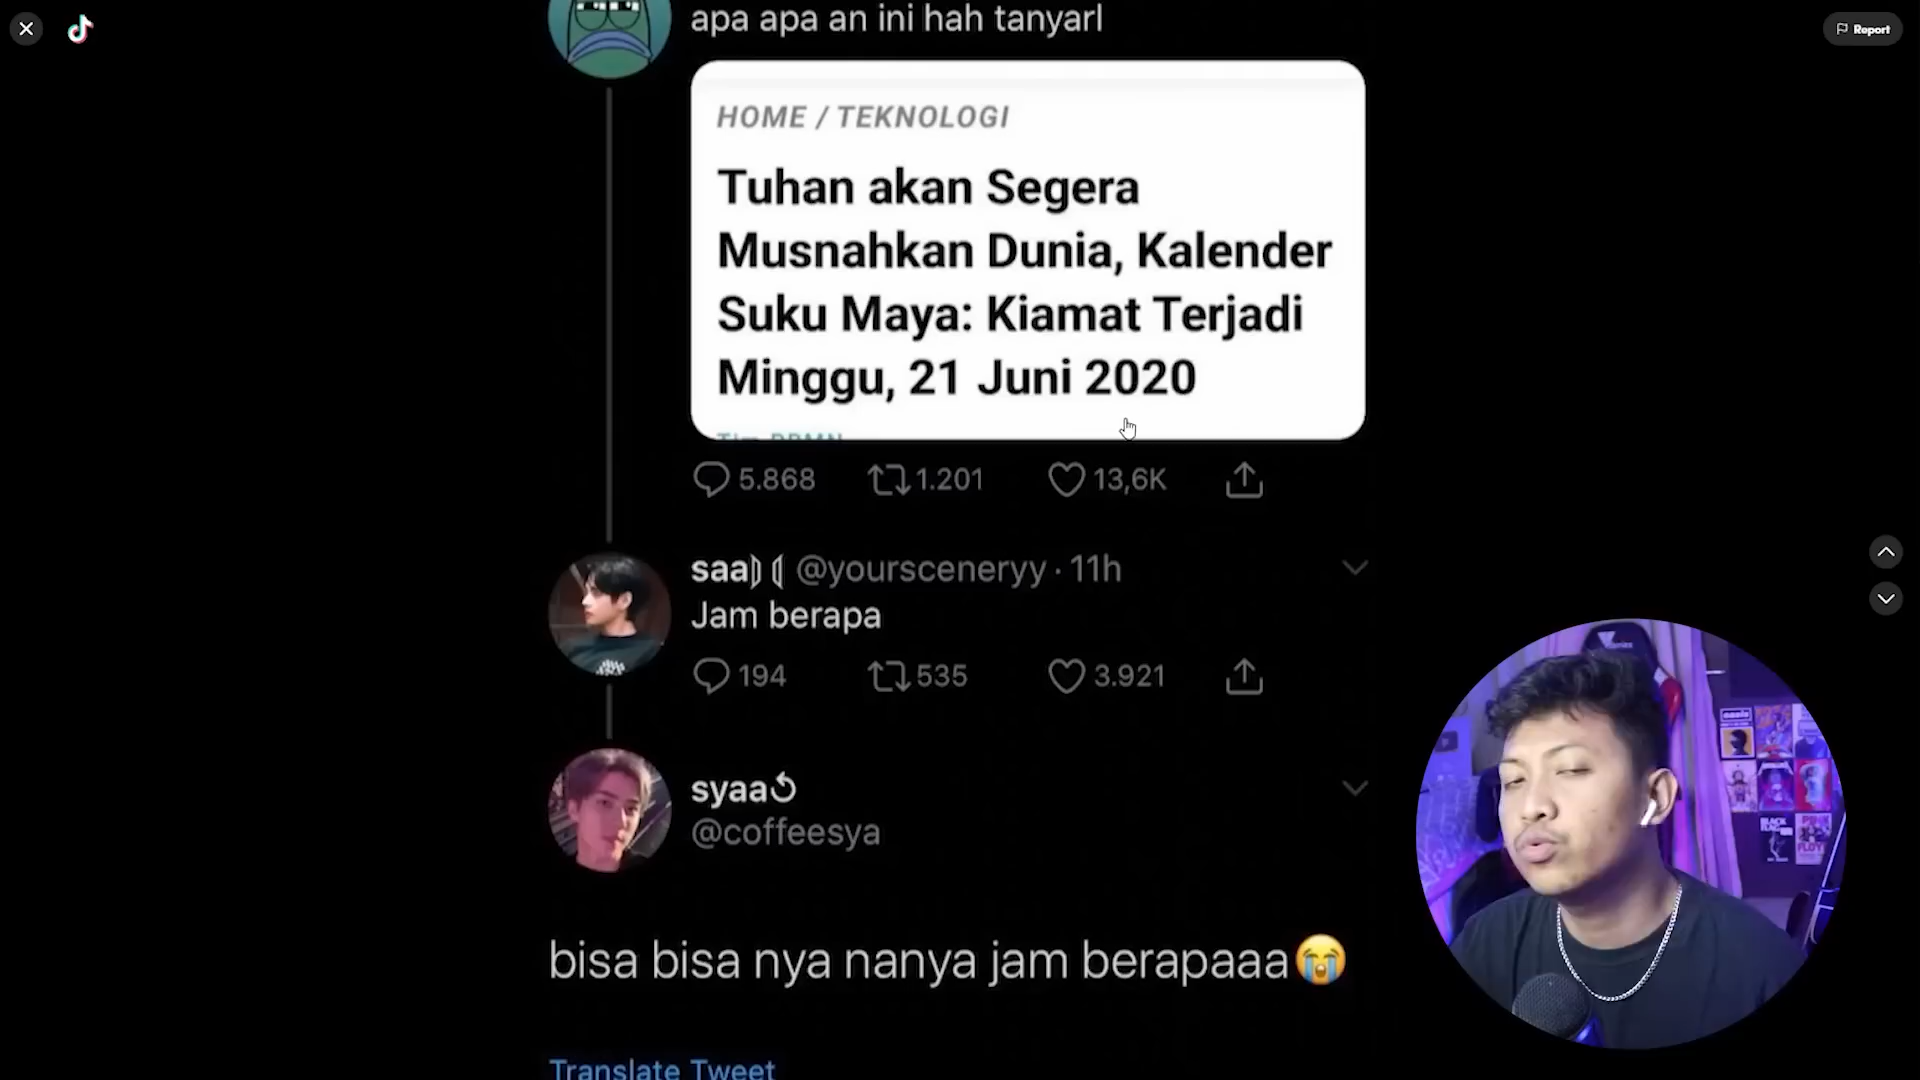 Report
apa apa an ini hah tanyarl
HOME / TEKNOLOGI
Tuhan akan Segera
Musnahkan Dunia, Kalender
Suku Maya: Kiamat Terjadi
Minggu, 21 Juni 2020
5.868 1.201 13,6K
saa @yoursceneryy · 11h
Jam berapa
194 535 3.921
syaa
@coffeesya
bisa bisa nya nanya jam berapaaa😭
Translate Tweet
BLACK
FLAG